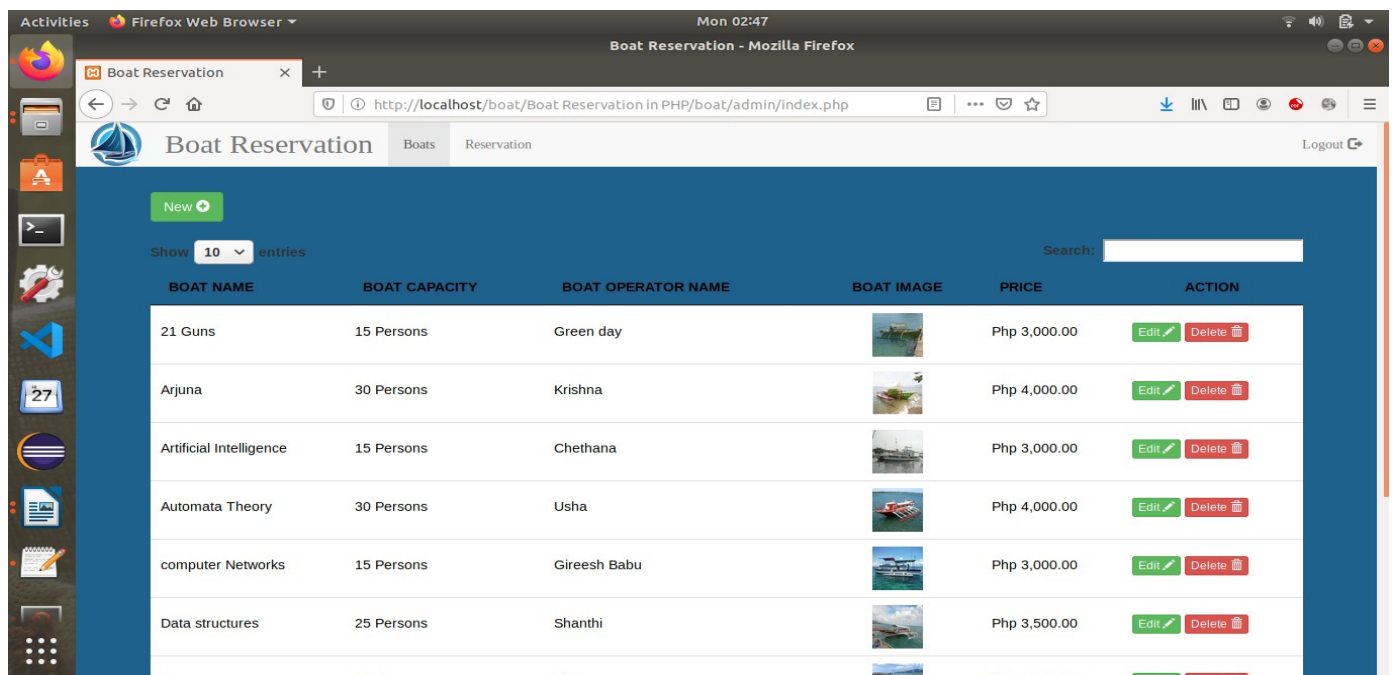 Activities Firefox Web Browser Mon 02:47
Boat Reservation - Mozilla Firefox
Boat Reservation
http://localhost/boat/Boat Reservation in PHP/boat/admin/index.php
Boat Reservation Boats Reservation Logout
New
Show 10 entries Search:
BOAT NAME BOAT CAPACITY BOAT OPERATOR NAME BOAT IMAGE PRICE ACTION
21 Guns 15 Persons Green day Php 3,000.00 Edit Delete
Arjuna 30 Persons Krishna Php 4,000.00 Edit Delete
Artificial Intelligence 15 Persons Chethana Php 3,000.00 Edit Delete
Automata Theory 30 Persons Usha Php 4,000.00 Edit Delete
computer Networks 15 Persons Gireesh Babu Php 3,000.00 Edit Delete
Data structures 25 Persons Shanthi Php 3,500.00 Edit Delete
27